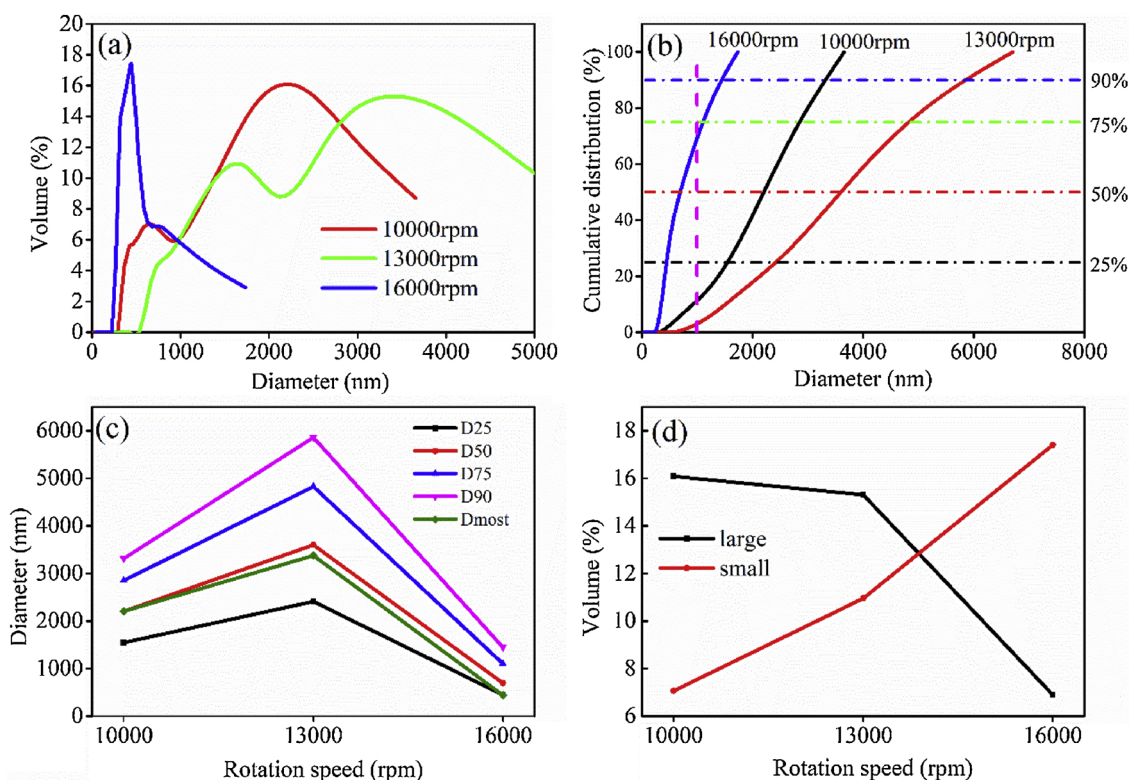 (a)
20
18
16
14
12
10
8
6
4
2
0
Volume (%)
10000rpm
13000rpm
16000rpm
0 1000 2000 3000 4000 5000
Diameter (nm)
(b)
16000rpm 10000rpm 13000rpm
100
80
60
40
20
0
Cumulative distribution (%)
90%
75%
50%
25%
0 2000 4000 6000 8000
Diameter (nm)
(c)
6000
5000
4000
3000
2000
1000
0
Diameter (nm)
D25
D50
D75
D90
Dmost
10000 13000 16000
Rotation speed (rpm)
(d)
18
16
14
12
10
8
6
Volume (%)
large
small
10000 13000 16000
Rotation speed (rpm)